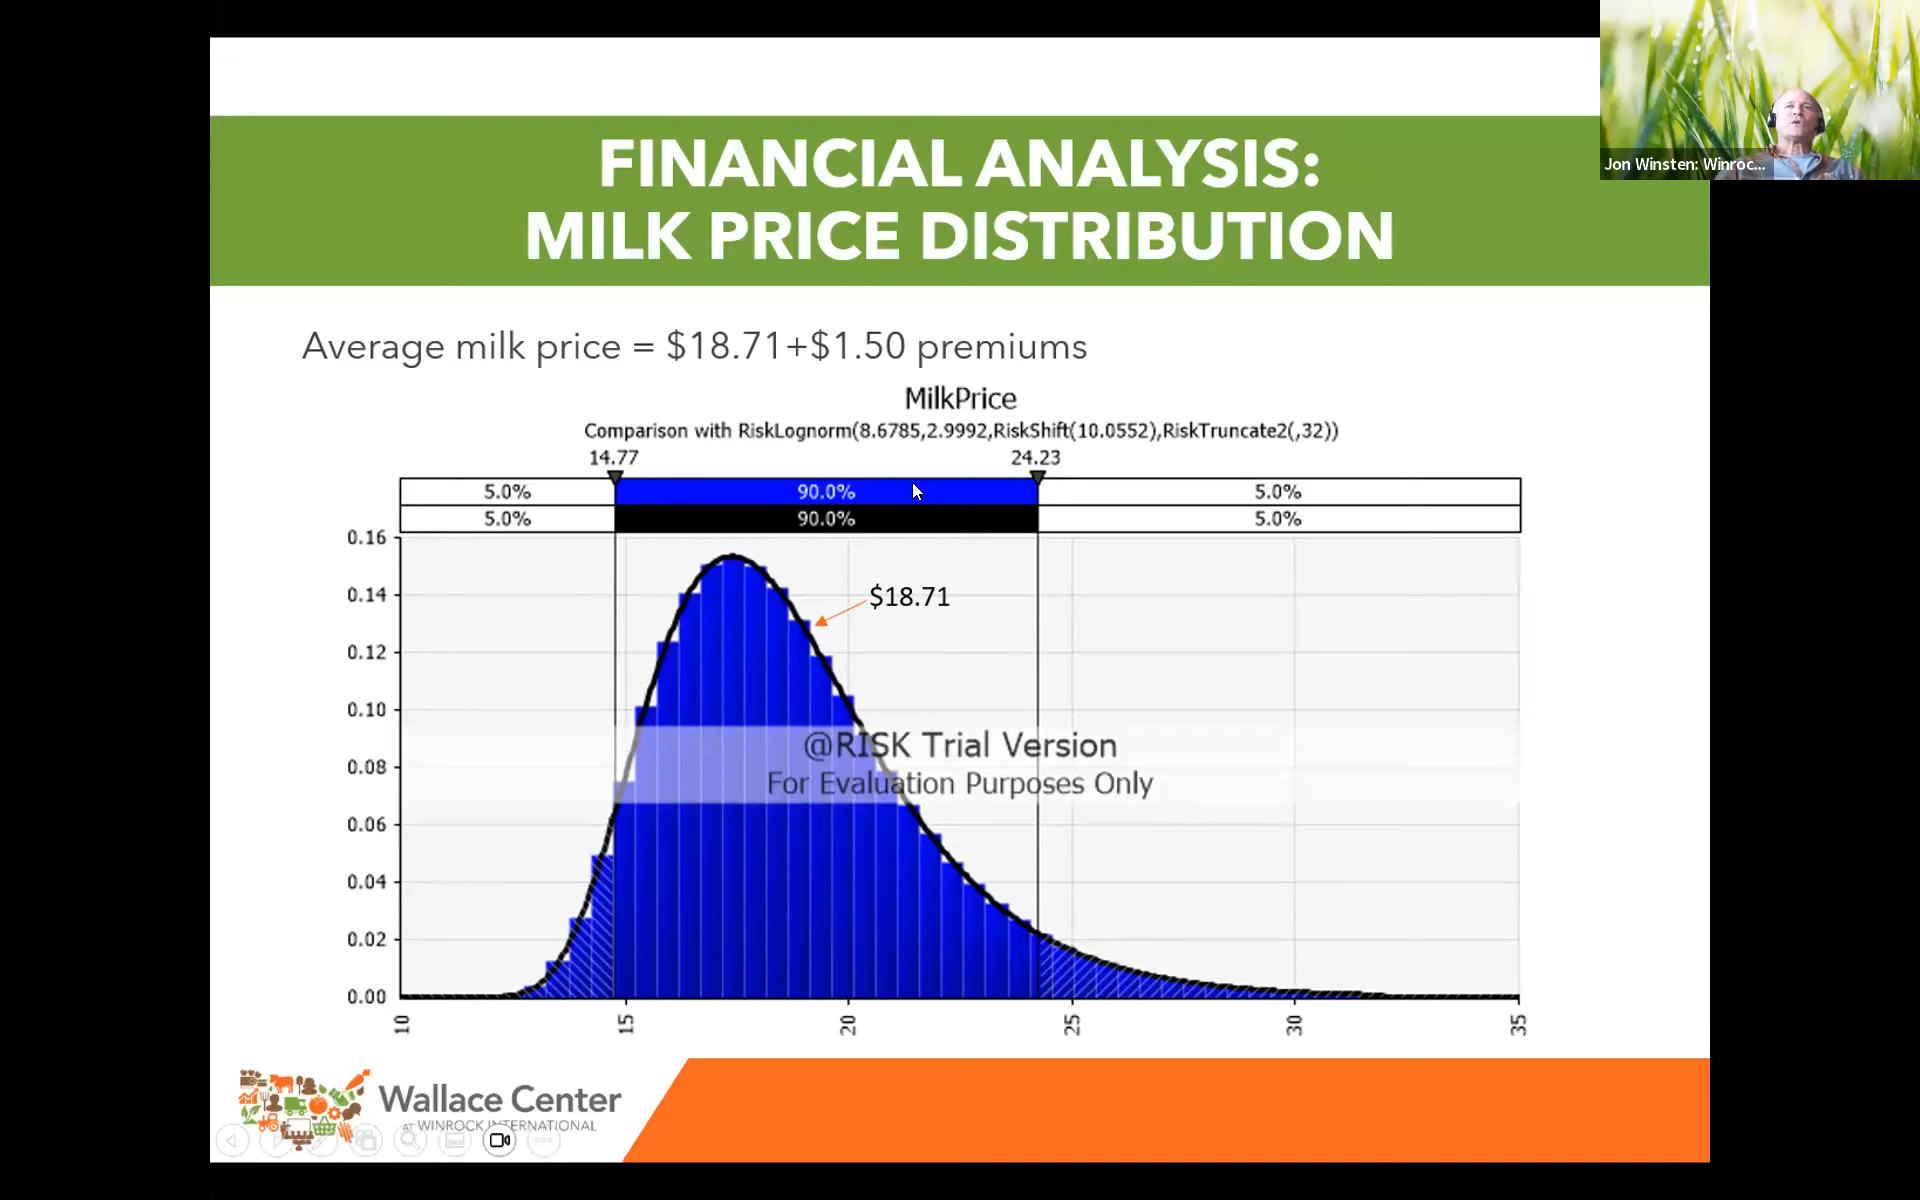 Jon Winsten: Winroc...
FINANCIAL ANALYSIS:
MILK PRICE DISTRIBUTION
Average milk price = $18.71+$1.50 premiums
MilkPrice
Comparison with RiskLognorm(8.6785,2.9992,RiskShift(10.0552),RiskTruncate2(,32))
14.77 24.23
5.0% 90.0% 5.0%
5.0% 90.0% 5.0%
0.16
$18.71
0.14
0.12
0.10
@RISK Trial Version
0.08
For Evaluation Purposes Only
0.06
0.04
0.02
0.00
10 15 20 25 30 35
Wallace Center
AT WINROCK INTERNATIONAL